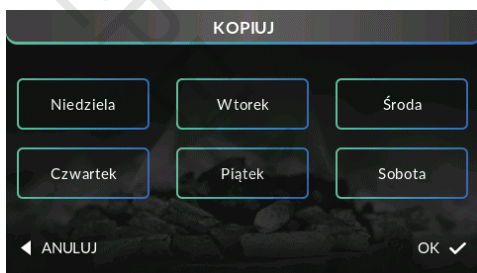 KOPIUJ
Niedziela Wtorek Środa
Czwartek Piątek Sobota
ANULUJ OK